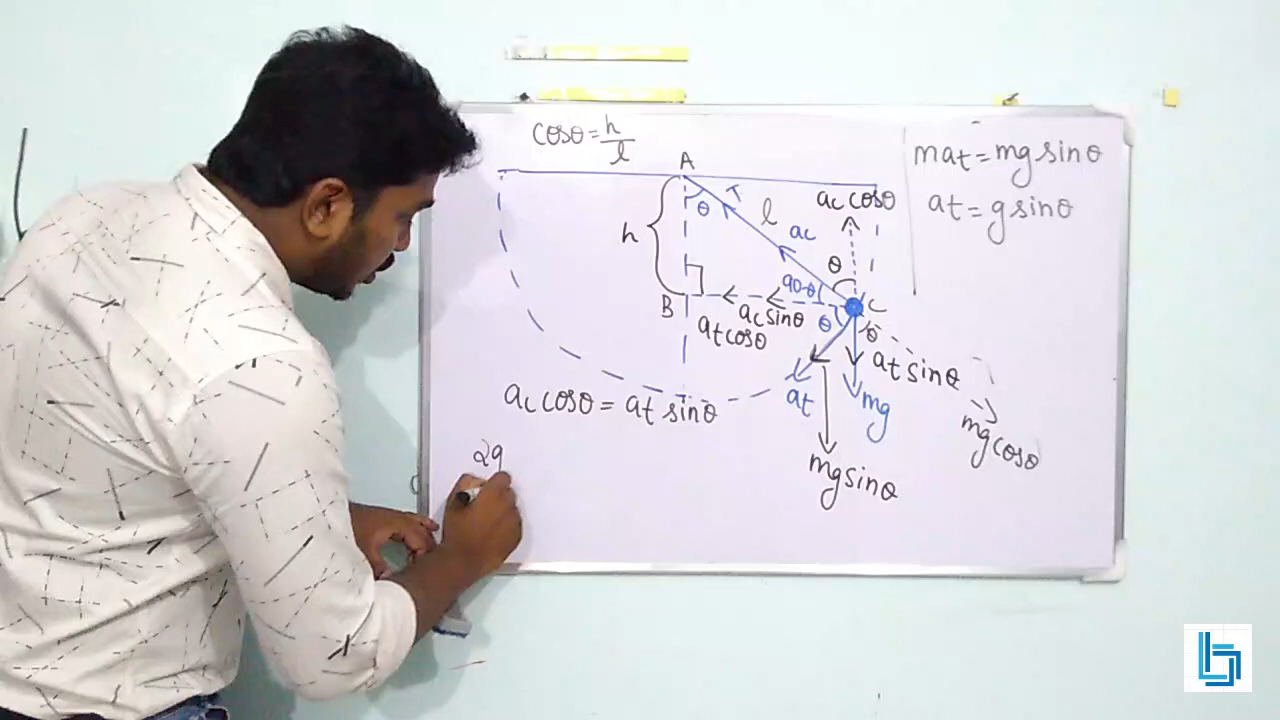 cosθ = h/l
A
mat = mg sinθ
θ
l
ac cosθ
at = g sinθ
h
ac
θ
90-θ
B
ac sinθ
C
at cosθ
θ
θ
at sinθ
at
mg
ac cosθ = at sinθ
mg cosθ
2g
mg sinθ